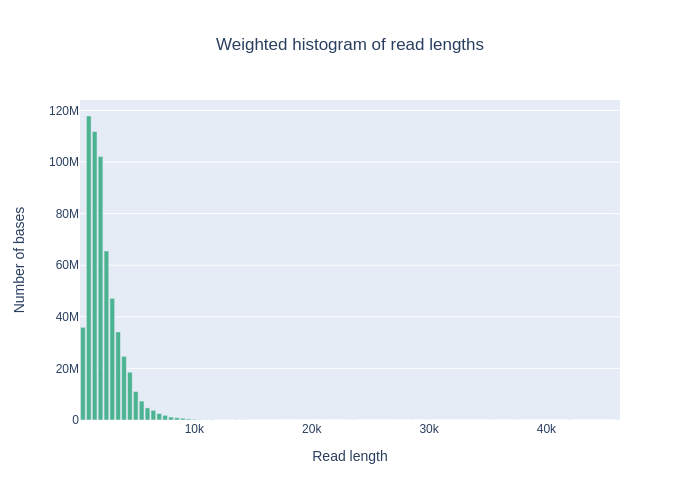 Weighted histogram of read lengths
120M
100M
80M
60M
40M
20M
0
Number of bases
10k
20k
30k
40k
Read length